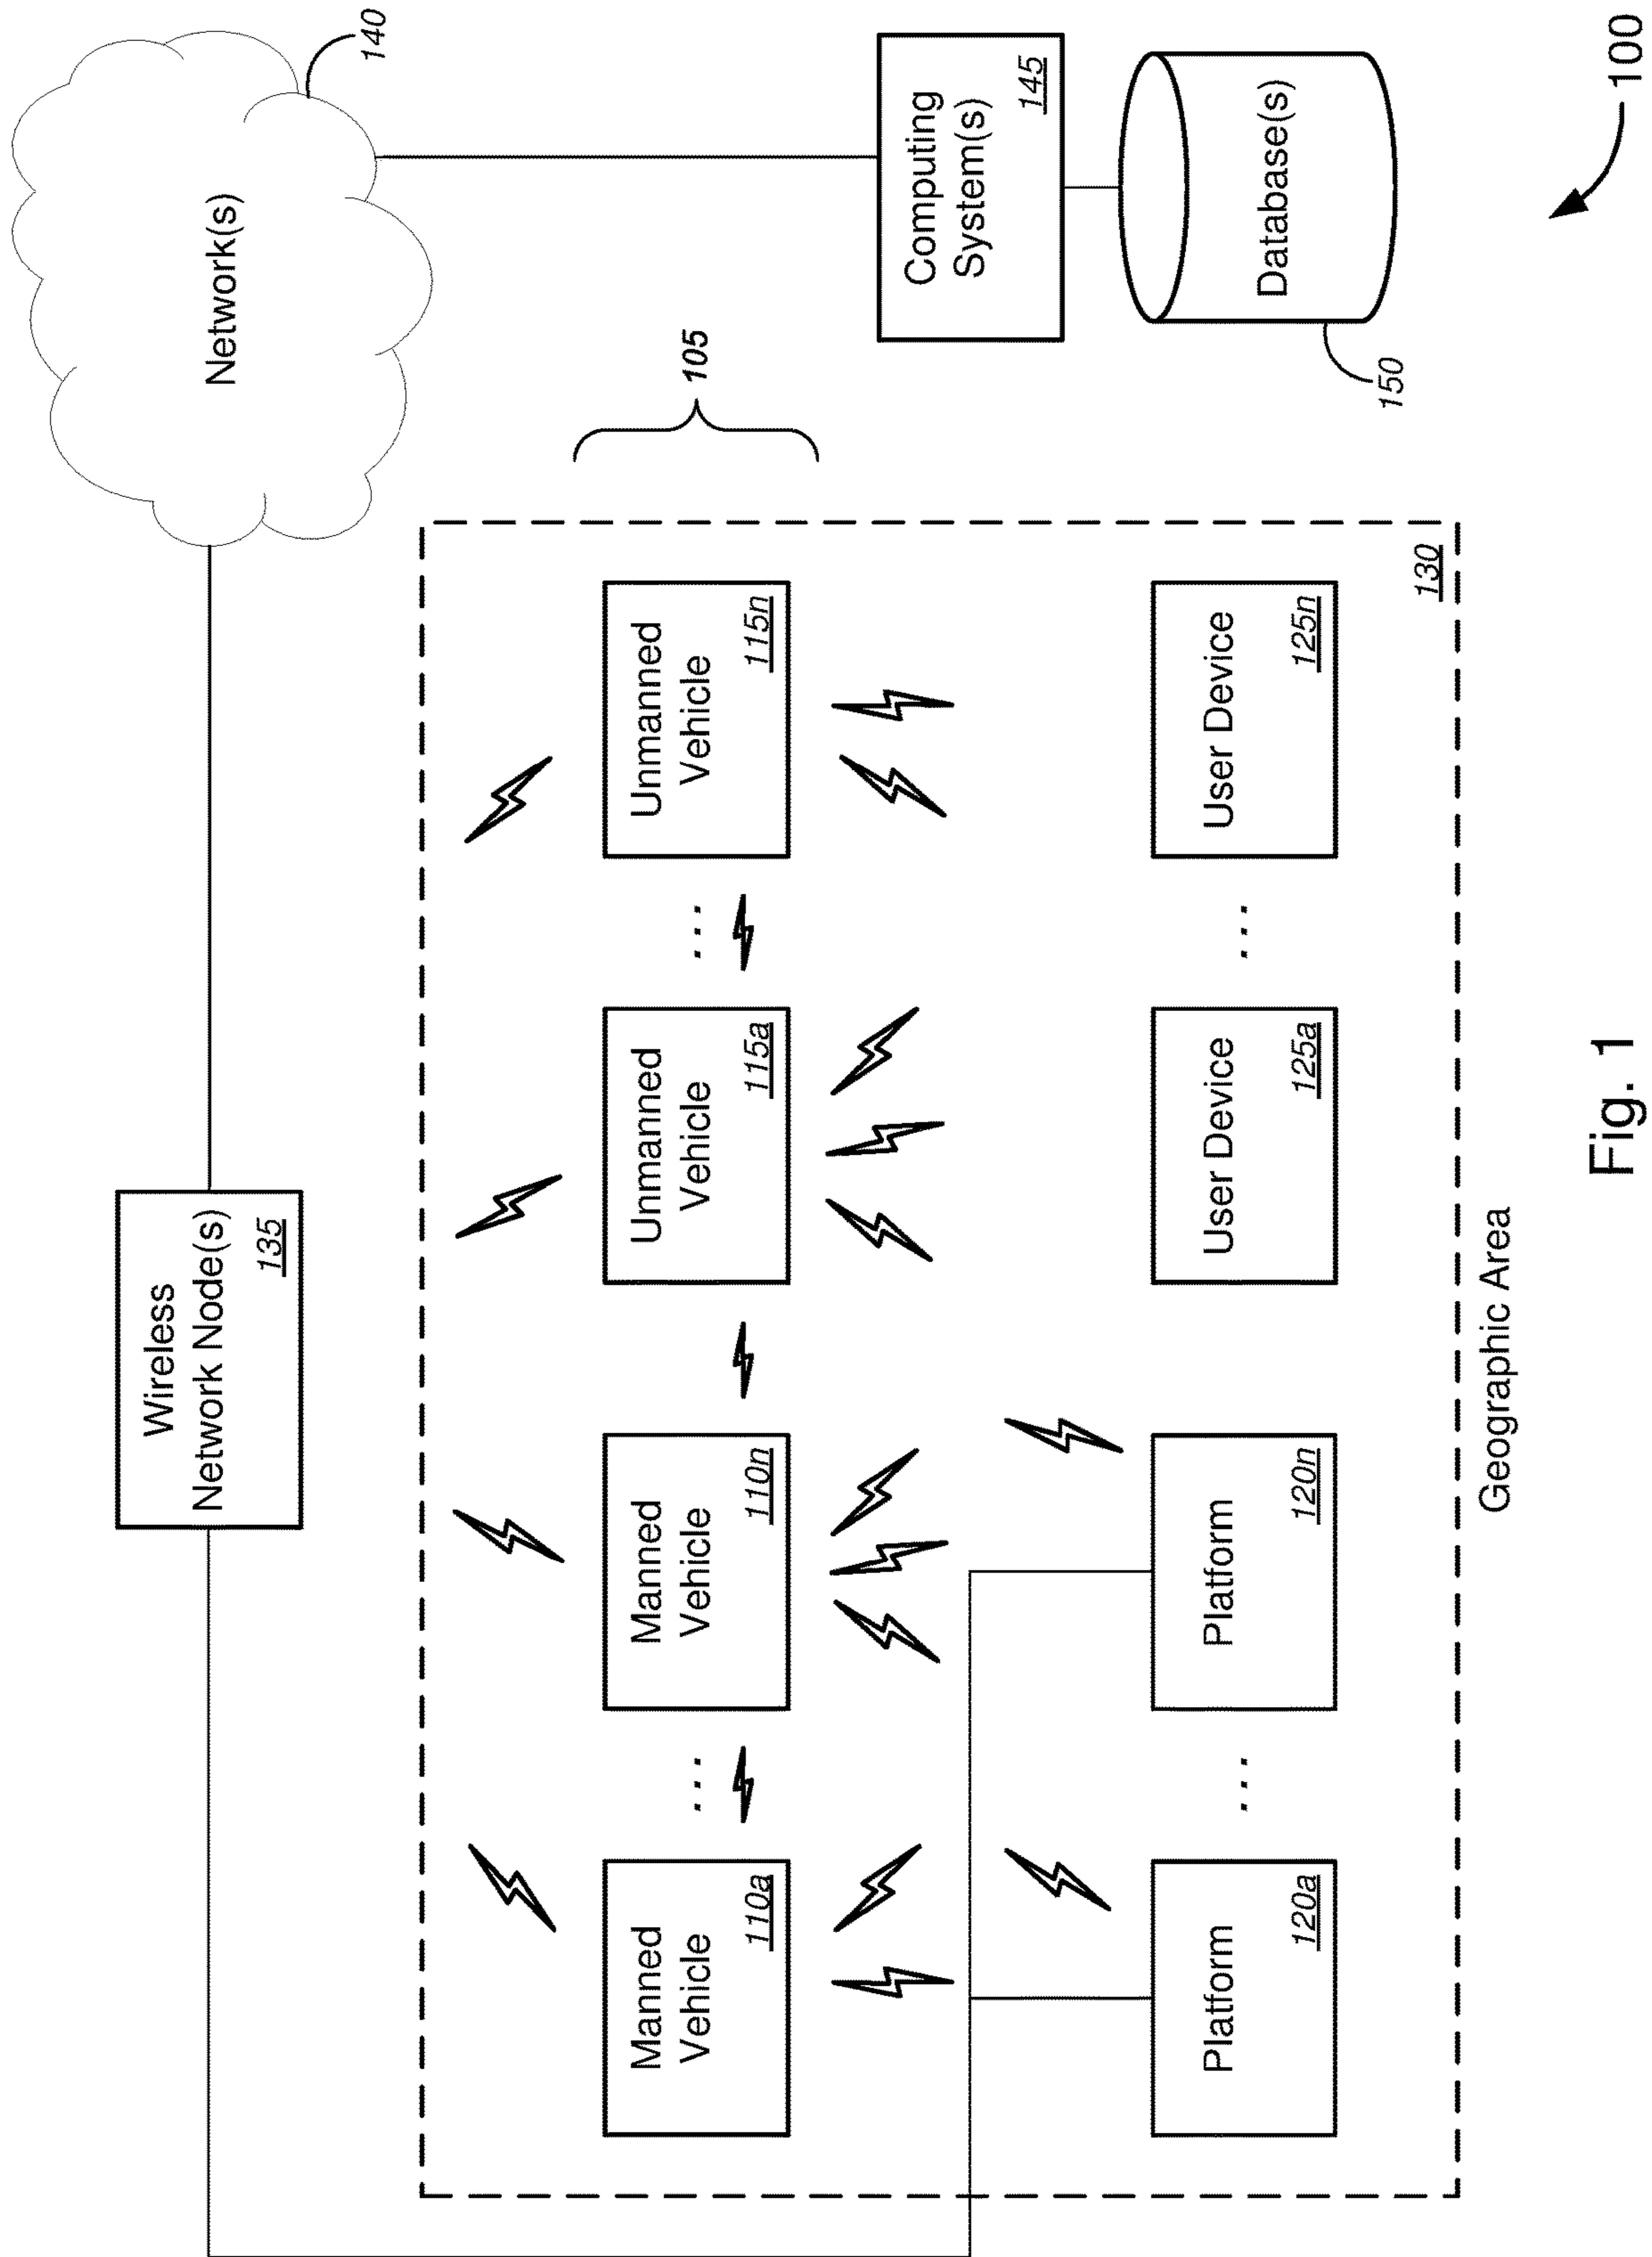 Wireless
Network Node(s)
135
Network(s)
140
105
Manned
Vehicle
110a
...
Manned
Vehicle
110n
Unmanned
Vehicle
115a
...
Unmanned
Vehicle
115n
Computing
System(s)
145
Platform
120a
...
Platform
120n
User Device
125a
...
User Device
125n
130
Database(s)
150
Geographic Area
100
Fig. 1